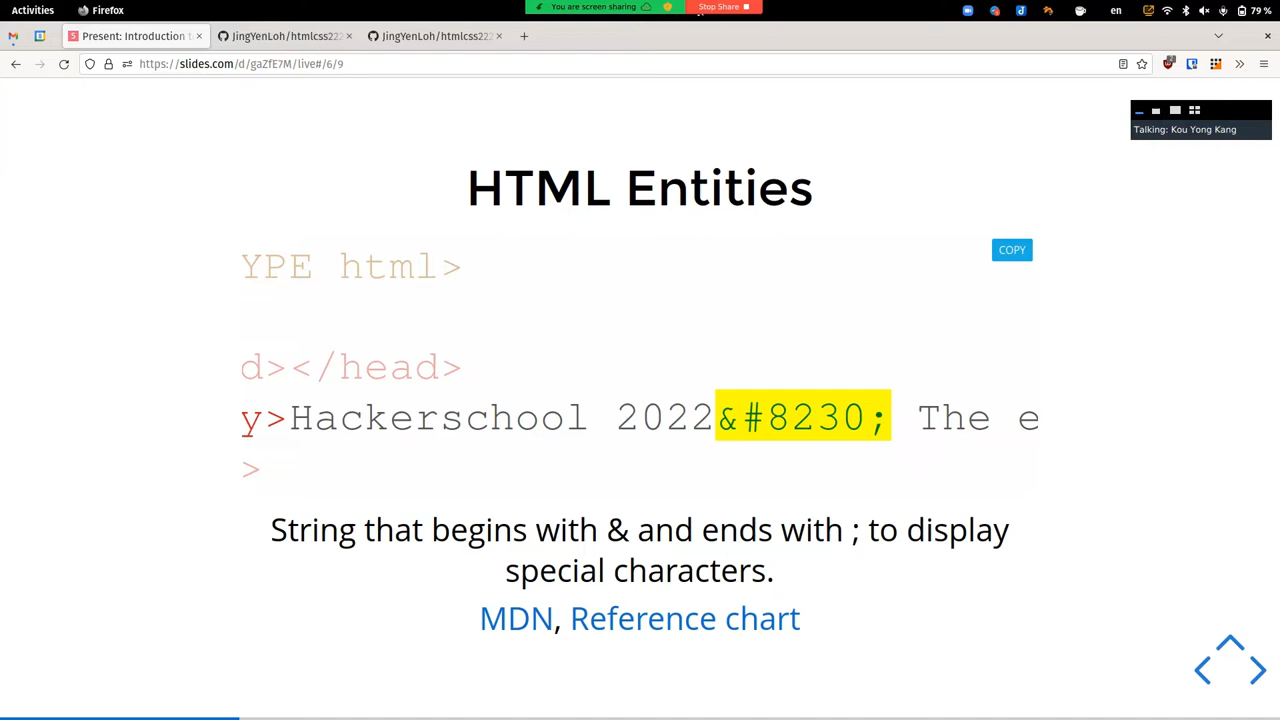 Activities
Firefox
You are screen sharing
Stop Share
en
79 %
Present: Introduction t
JingYenLoh/htmlcss222
JingYenLoh/htmlcss222
https://slides.com/d/gaZfE7M/live#/6/9
Talking: Kou Yong Kang
HTML Entities
COPY
YPE html>
d></head>
y>Hackerschool 2022&#8230; The e
>
String that begins with & and ends with ; to display
special characters.
MDN, Reference chart